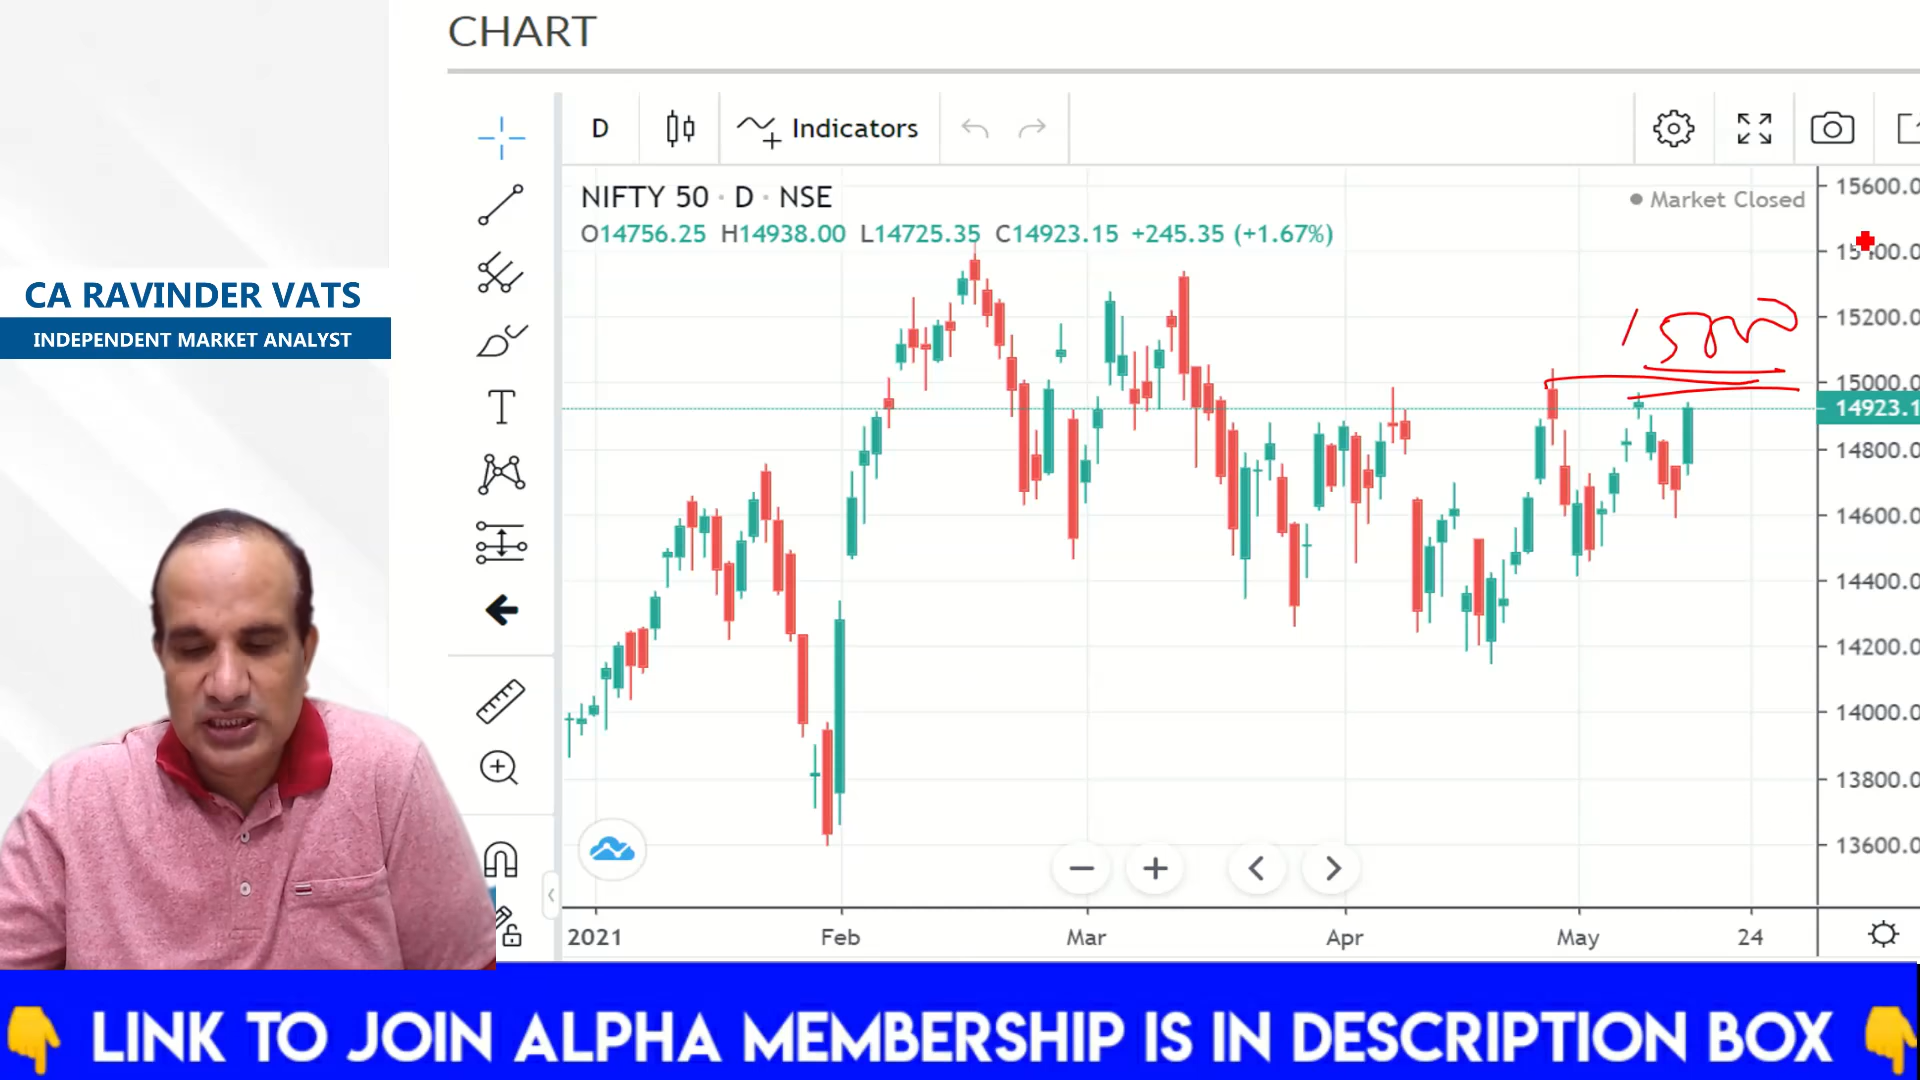 CHART
D
Indicators
NIFTY 50 · D · NSE
Market Closed
O14756.25 H14938.00 L14725.35 C14923.15 +245.35 (+1.67%)
CA RAVINDER VATS
INDEPENDENT MARKET ANALYST
15600.0
15400.0
15200.0
15000
15000.0
14923.1
14800.0
14600.0
14400.0
14200.0
14000.0
13800.0
13600.0
2021 Feb Mar Apr May 24
LINK TO JOIN ALPHA MEMBERSHIP IS IN DESCRIPTION BOX